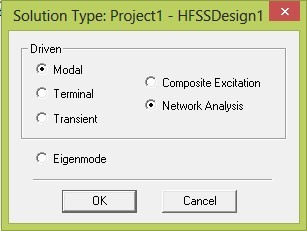 Solution Type: Project1 - HFSSDesign1
Driven
Modal
Terminal
Transient
Composite Excitation
Network Analysis
Eigenmode
OK
Cancel